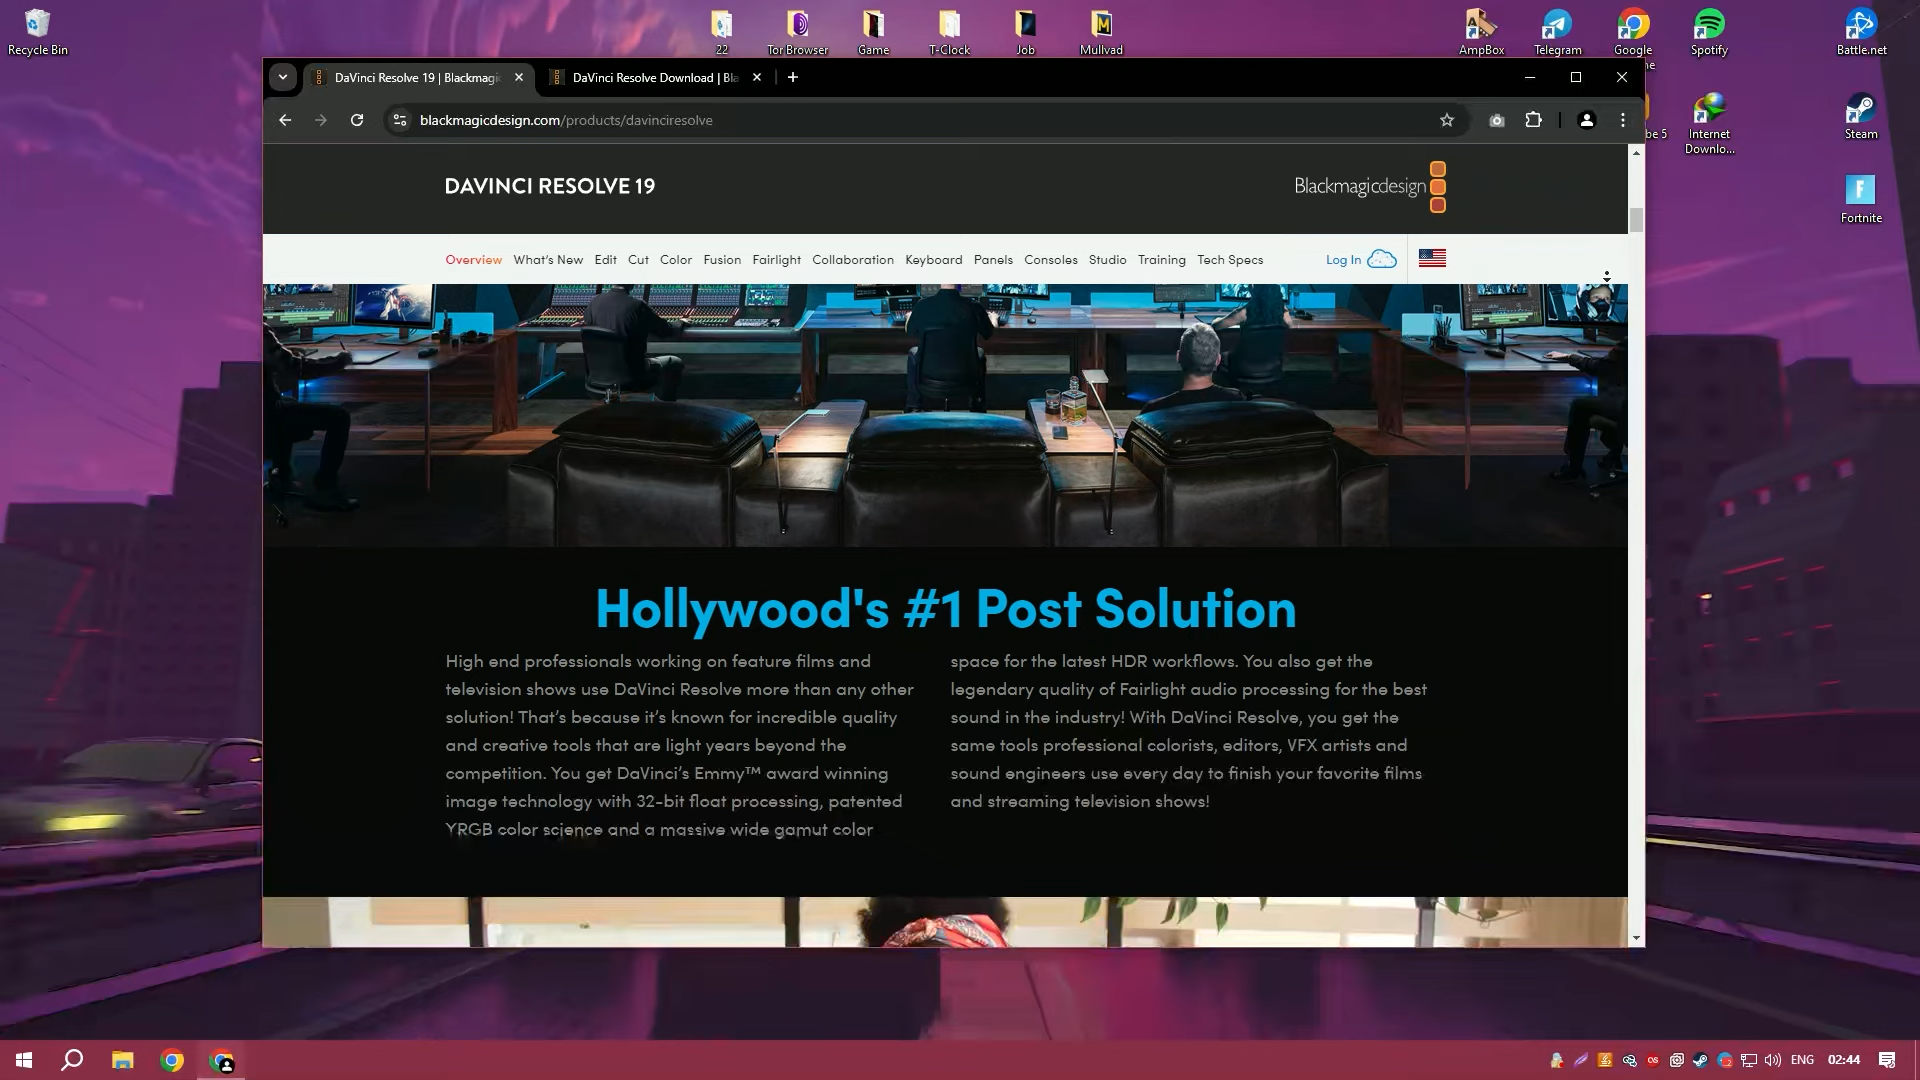 Recycle Bin
22
Tor Browser
Game
T-Clock
Job
Mullvad
AmpBox
Telegram
Google
Spotify
Battle.net
DaVinci Resolve 19 | Blackmagic
DaVinci Resolve Download | Bla
blackmagicdesign.com/products/davinciresolve
be 5
Internet
Downlo...
Steam
Fortnite
DAVINCI RESOLVE 19
Blackmagicdesign
Overview What's New Edit Cut Color Fusion Fairlight Collaboration Keyboard Panels Consoles Studio Training Tech Specs Log In
Hollywood's #1 Post Solution
High end professionals working on feature films and
television shows use DaVinci Resolve more than any other
solution! That's because it's known for incredible quality
and creative tools that are light years beyond the
competition. You get DaVinci's Emmy™ award winning
image technology with 32-bit float processing, patented
YRGB color science and a massive wide gamut color
space for the latest HDR workflows. You also get the
legendary quality of Fairlight audio processing for the best
sound in the industry! With DaVinci Resolve, you get the
same tools professional colorists, editors, VFX artists and
sound engineers use every day to finish your favorite films
and streaming television shows!
ENG
02:44